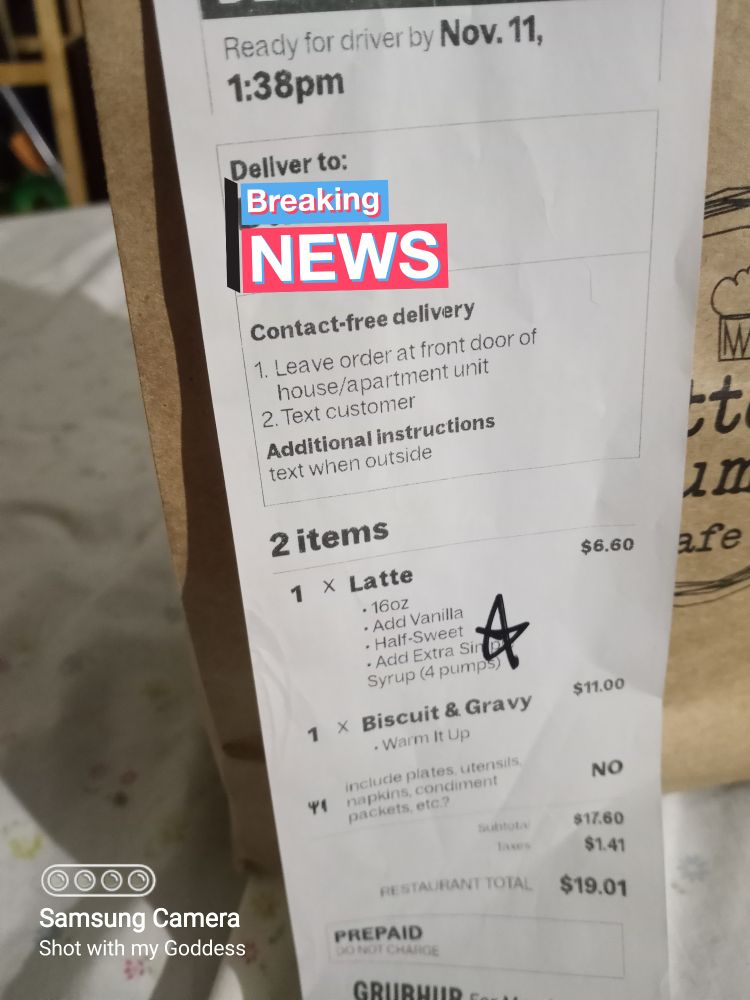 Ready for driver by Nov. 11,
1:38pm
Deliver to:
Breaking
NEWS
Contact-free delivery
1. Leave order at front door of
house/apartment unit
2. Text customer
Additional instructions
text when outside
2 items
1 x Latte $6.60
• 16oz
• Add Vanilla
• Half-Sweet
• Add Extra
Syrup (4 pumps)
1 x Biscuit & Gravy $11.00
• Warm It Up
include plates, utensils, NO
napkins, condiment
packets, etc.?
Subtotal $17.60
Taxes $1.41
RESTAURANT TOTAL $19.01
PREPAID
DO NOT CHARGE
GRUBHUB
afe
Samsung Camera
Shot with my Goddess